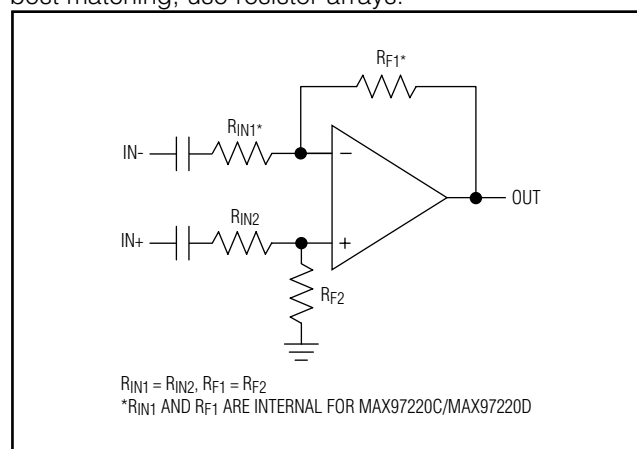 best matching, use resistor arrays.
RF1*
RIN1*
IN-
OUT
RIN2
IN+
RF2
RIN1 = RIN2, RF1 = RF2
*RIN1 AND RF1 ARE INTERNAL FOR MAX97220C/MAX97220D